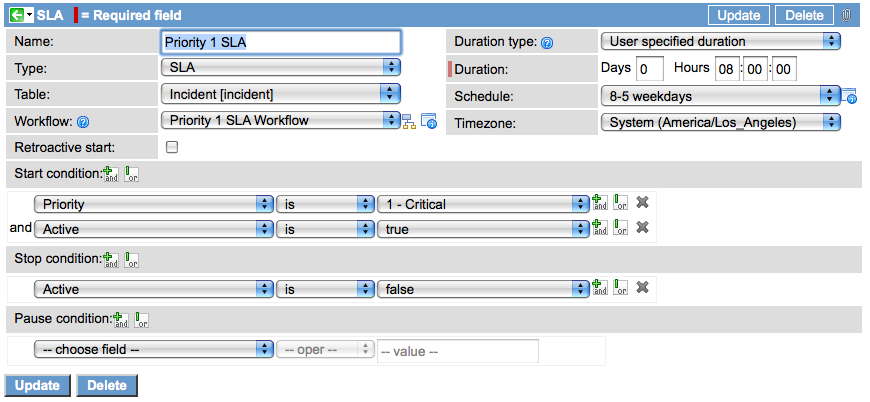 SLA = Required field Update Delete
Name: Priority 1 SLA Duration type: User specified duration
Type: SLA Duration: Days 0 Hours 08 : 00 : 00
Table: Incident [incident] Schedule: 8-5 weekdays
Workflow: Priority 1 SLA Workflow Timezone: System (America/Los_Angeles)
Retroactive start:
Start condition: and or
Priority is 1 - Critical and or
and Active is true and or
Stop condition: and or
Active is false and or
Pause condition: and or
-- choose field -- -- oper -- -- value --
Update Delete